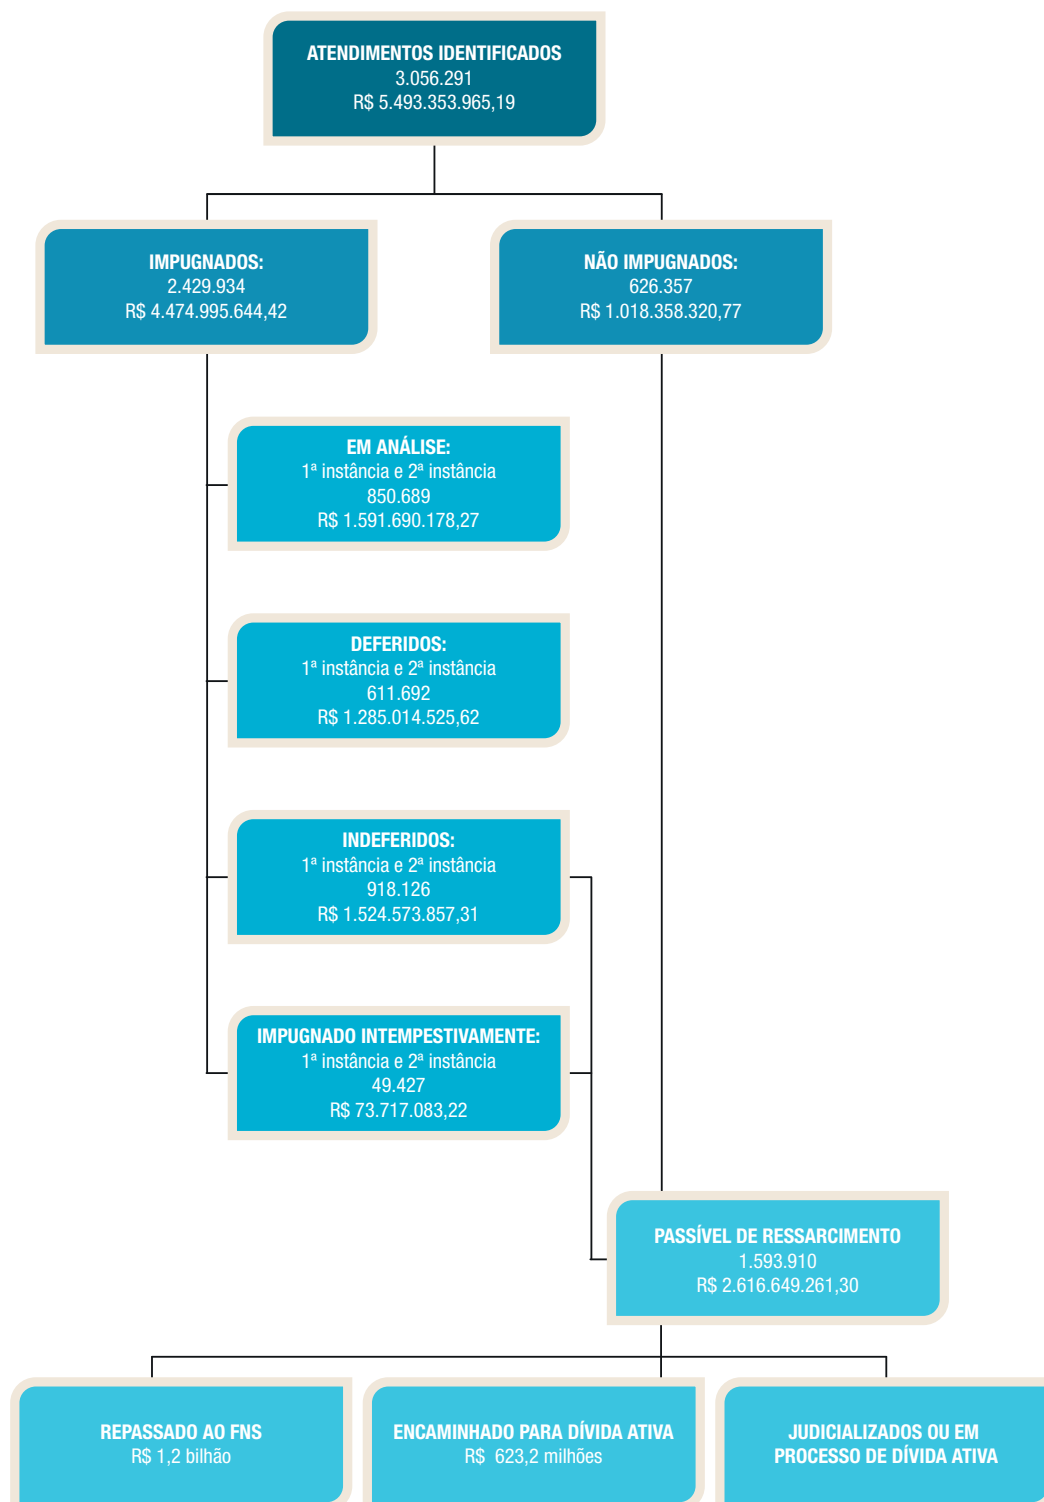 ATENDIMENTOS IDENTIFICADOS
3.056.291
R$ 5.493.353.965,19
IMPUGNADOS:
2.429.934
R$ 4.474.995.644,42
NÃO IMPUGNADOS:
626.357
R$ 1.018.358.320,77
EM ANÁLISE:
1ª instância e 2ª instância
850.689
R$ 1.591.690.178,27
DEFERIDOS:
1ª instância e 2ª instância
611.692
R$ 1.285.014.525,62
INDEFERIDOS:
1ª instância e 2ª instância
918.126
R$ 1.524.573.857,31
IMPUGNADO INTEMPESTIVAMENTE:
1ª instância e 2ª instância
49.427
R$ 73.717.083,22
PASSÍVEL DE RESSARCIMENTO
1.593.910
R$ 2.616.649.261,30
REPASSADO AO FNS
R$ 1,2 bilhão
ENCAMINHADO PARA DÍVIDA ATIVA
R$ 623,2 milhões
JUDICIALIZADOS OU EM
PROCESSO DE DÍVIDA ATIVA